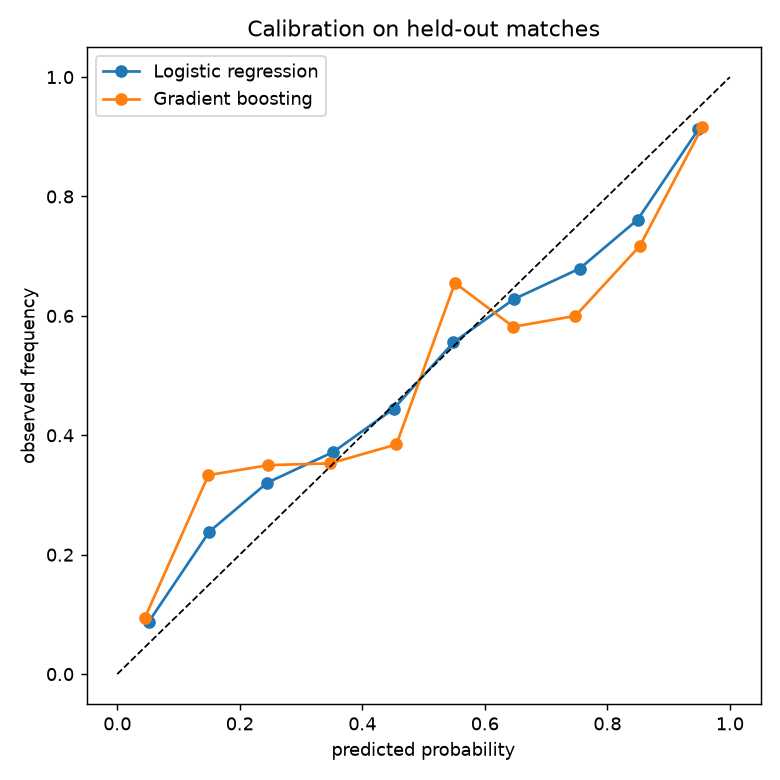 Calibration on held-out matches
Logistic regression
Gradient boosting
1.0
0.8
0.6
0.4
0.2
0.0
observed frequency
0.0 0.2 0.4 0.6 0.8 1.0
predicted probability